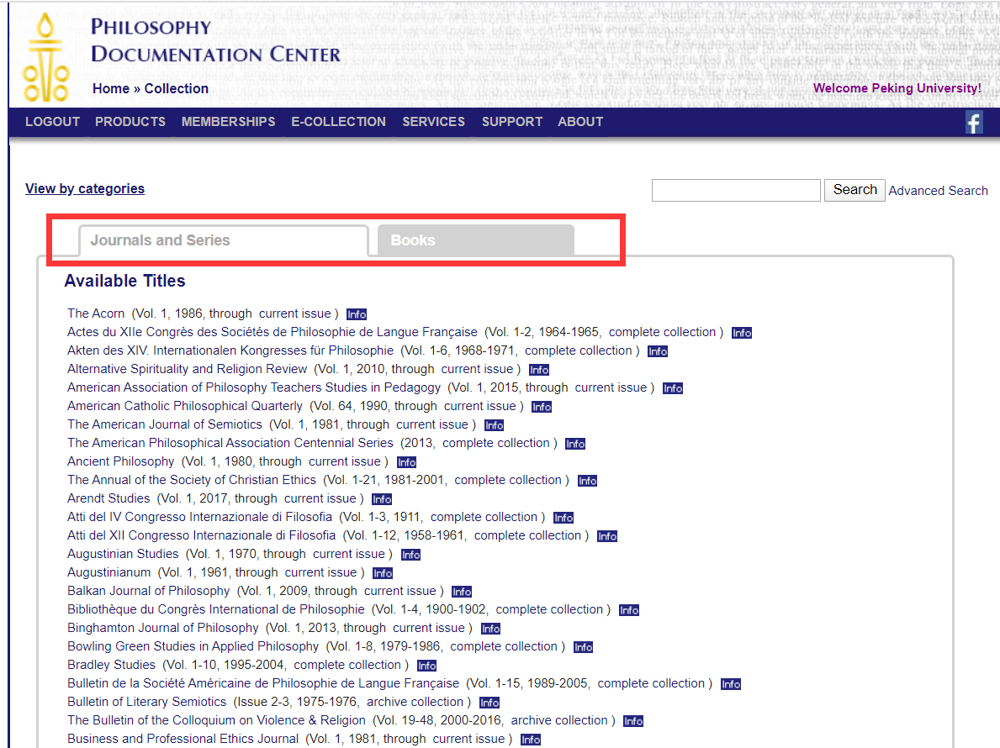 PHILOSOPHY
DOCUMENTATION CENTER
Home » Collection
Welcome Peking University!
LOGOUT PRODUCTS MEMBERSHIPS E-COLLECTION SERVICES SUPPORT ABOUT f
View by categories
Search Advanced Search
Journals and Series Books
Available Titles
The Acorn (Vol. 1, 1986, through current issue ) Info
Actes du XIIe Congrès des Sociétés de Philosophie de Langue Française (Vol. 1-2, 1964-1965, complete collection ) Info
Akten des XIV. Internationalen Kongresses für Philosophie (Vol. 1-6, 1968-1971, complete collection ) Info
Alternative Spirituality and Religion Review (Vol. 1, 2010, through current issue ) Info
American Association of Philosophy Teachers Studies in Pedagogy (Vol. 1, 2015, through current issue ) Info
American Catholic Philosophical Quarterly (Vol. 64, 1990, through current issue ) Info
The American Journal of Semiotics (Vol. 1, 1981, through current issue ) Info
The American Philosophical Association Centennial Series (2013, complete collection ) Info
Ancient Philosophy (Vol. 1, 1980, through current issue ) Info
The Annual of the Society of Christian Ethics (Vol. 1-21, 1981-2001, complete collection ) Info
Arendt Studies (Vol. 1, 2017, through current issue ) Info
Atti del IV Congresso Internazionale di Filosofia (Vol. 1-3, 1911, complete collection ) Info
Atti del XII Congresso Internazionale di Filosofia (Vol. 1-12, 1958-1961, complete collection ) Info
Augustinian Studies (Vol. 1, 1970, through current issue ) Info
Augustinianum (Vol. 1, 1961, through current issue ) Info
Balkan Journal of Philosophy (Vol. 1, 2009, through current issue ) Info
Bibliothèque du Congrès International de Philosophie (Vol. 1-4, 1900-1902, complete collection ) Info
Binghamton Journal of Philosophy (Vol. 1, 2013, through current issue ) Info
Bowling Green Studies in Applied Philosophy (Vol. 1-8, 1979-1986, complete collection ) Info
Bradley Studies (Vol. 1-10, 1995-2004, complete collection ) Info
Bulletin de la Société Américaine de Philosophie de Langue Française (Vol. 1-15, 1989-2005, complete collection ) Info
Bulletin of Literary Semiotics (Issue 2-3, 1975-1976, archive collection ) Info
The Bulletin of the Colloquium on Violence & Religion (Vol. 19-48, 2000-2016, archive collection ) Info
Business and Professional Ethics Journal (Vol. 1, 1981, through current issue ) Info